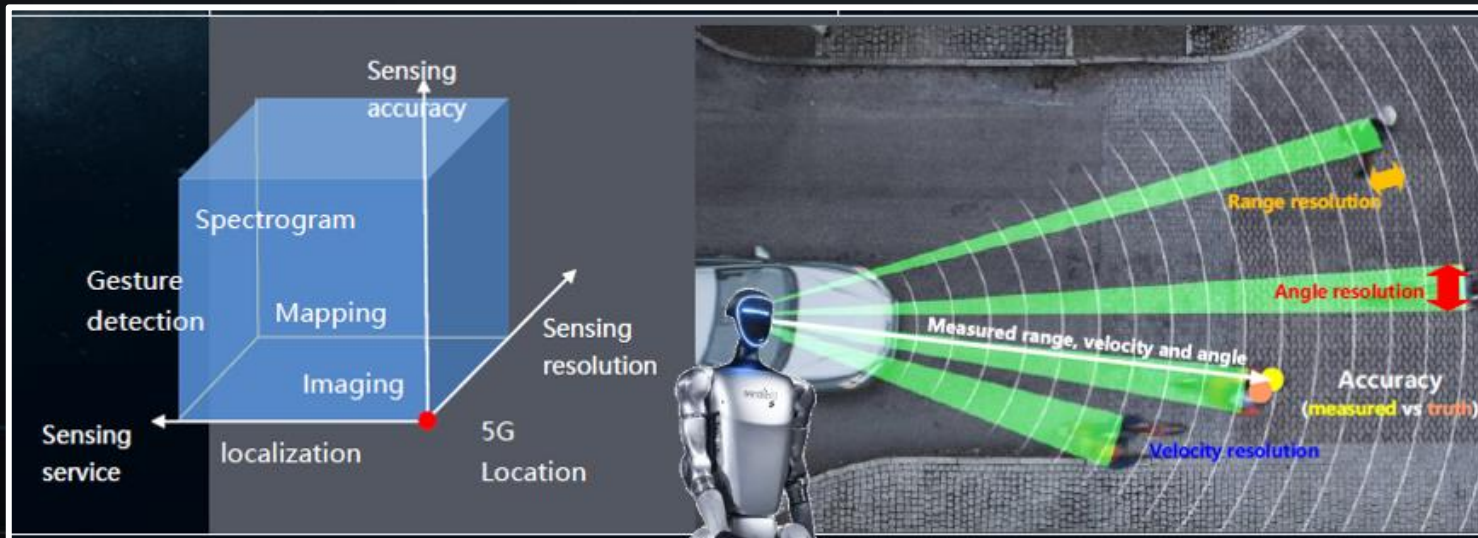 Sensing
accuracy
Spectrogram
Gesture
detection
Mapping
Sensing
resolution
Imaging
Sensing
service
localization
5G
Location
Range resolution
Angle resolution
Measured range, velocity and angle
Accuracy
(measured vs truth)
Velocity resolution